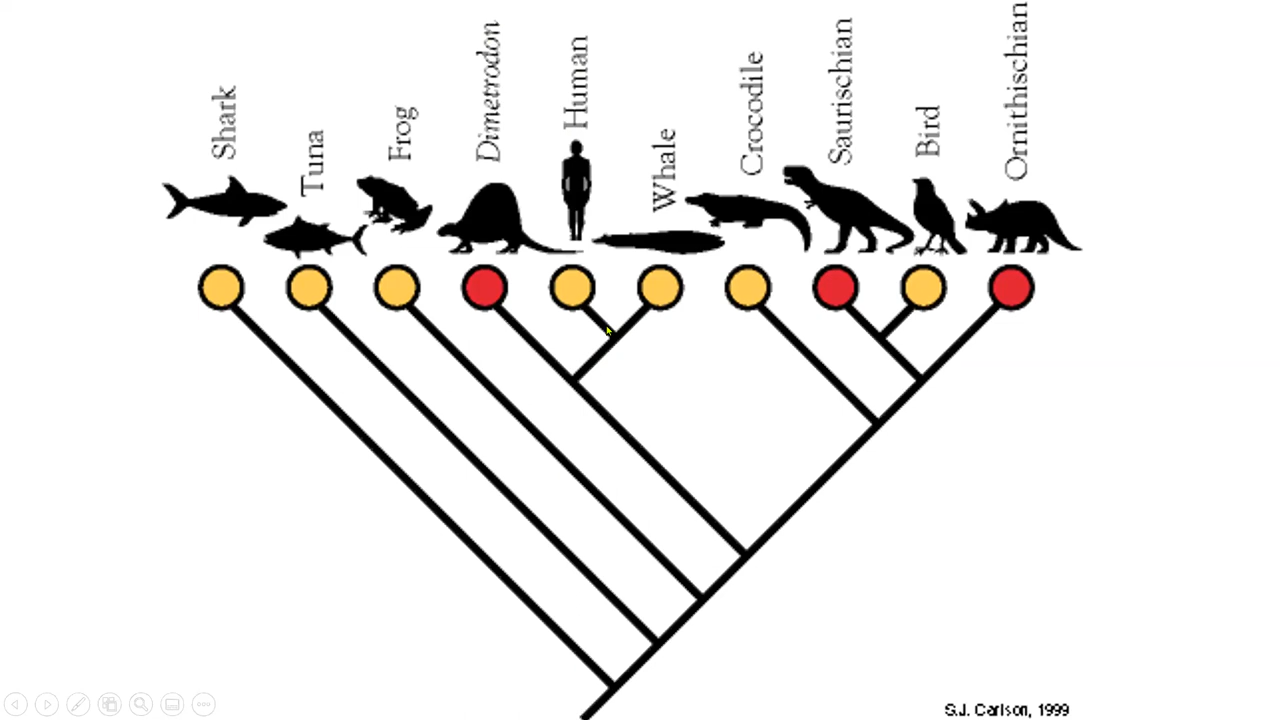 Shark
Tuna
Frog
Dimetrodon
Human
Whale
Crocodile
Saurischian
Bird
Ornithischian
S.J. Carlson, 1999